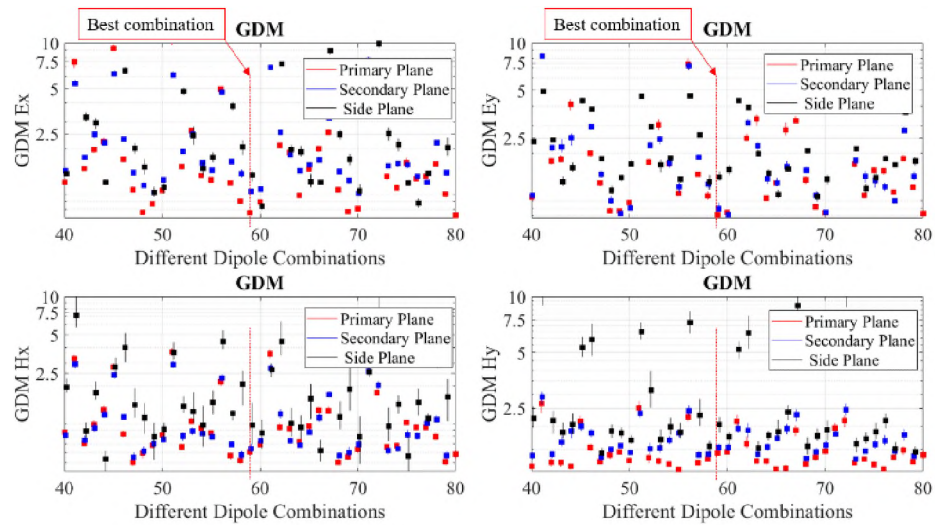 Best combination
GDM
10
7.5
5
2.5
GDM Ex
Primary Plane
Secondary Plane
Side Plane
40
50
60
70
80
Different Dipole Combinations
Best combination
GDM
10
7.5
5
2.5
GDM Ey
Primary Plane
Secondary Plane
Side Plane
40
50
60
70
80
Different Dipole Combinations
GDM
10
7.5
5
2.5
GDM Hx
Primary Plane
Secondary Plane
Side Plane
40
50
60
70
80
Different Dipole Combinations
GDM
10
7.5
5
2.5
GDM Hy
Primary Plane
Secondary Plane
Side Plane
40
50
60
70
80
Different Dipole Combinations